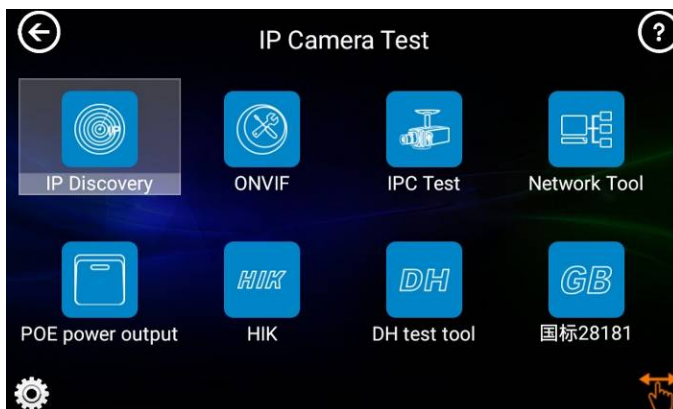 IP Camera Test
?
IP
IP Discovery
ONVIF
IPC Test
Network Tool
HIK
DH
GB
POE power output
HIK
DH test tool
国标28181